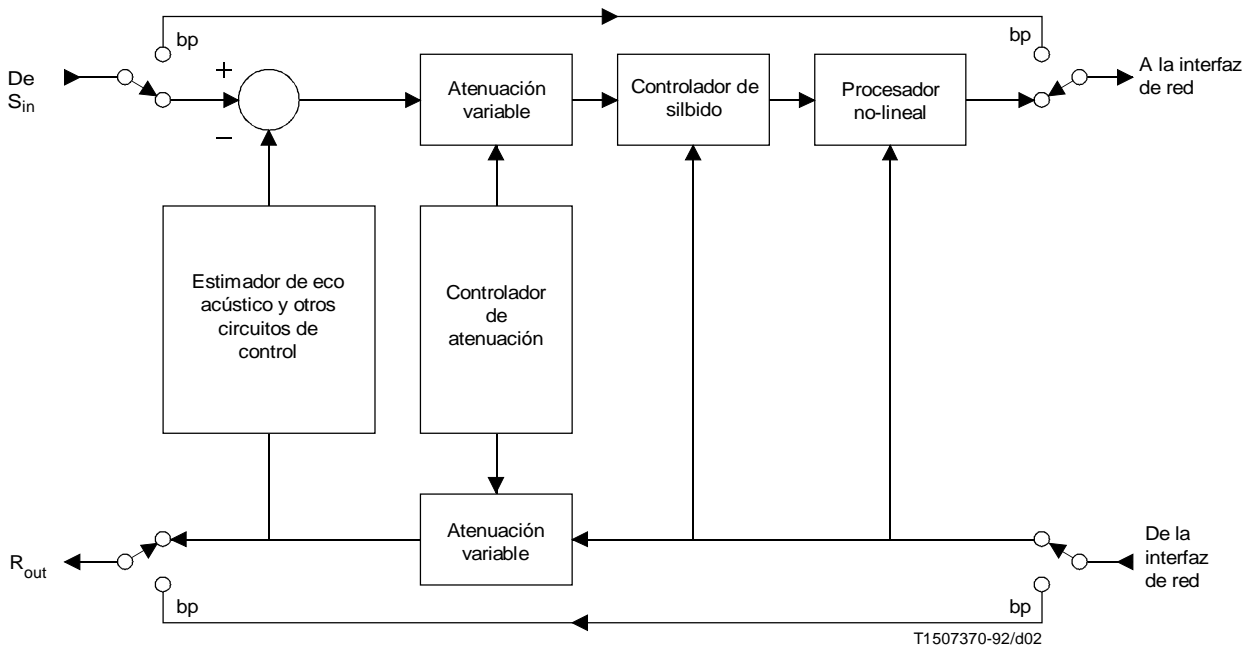 bp
bp
De
S_in
+
−
Atenuación
variable
Controlador de
silbido
Procesador
no-lineal
A la interfaz
de red
Estimador de eco
acústico y otros
circuitos de
control
Controlador
de
atenuación
R_out
Atenuación
variable
De la
interfaz
de red
bp
bp
T1507370-92/d02